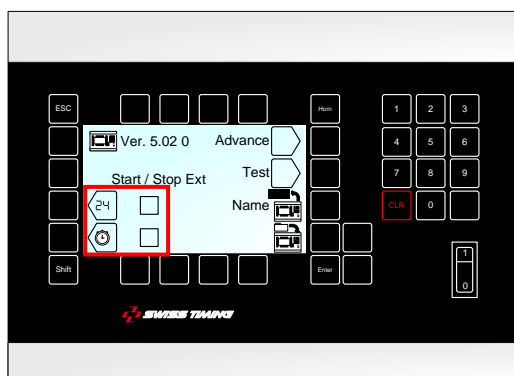 ESC
Horn
1 2 3
Ver. 5.02 0 Advance
4 5 6
Start / Stop Ext Test
7 8 9
24 Name
CLR 0
Shift Enter
1
0
SWISS TIMING